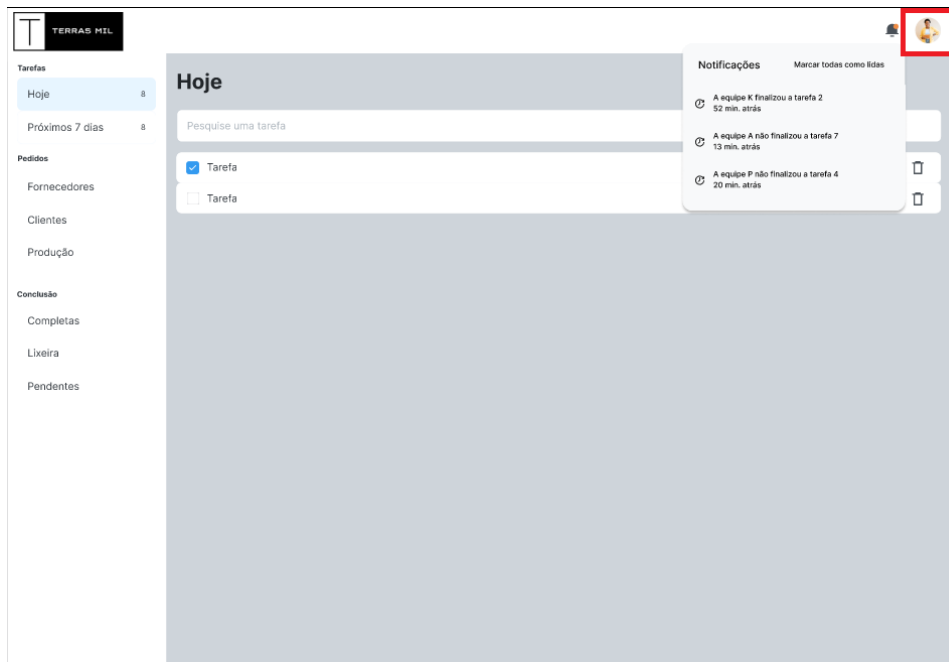 T
TERRAS MIL
Tarefas
Hoje 8
Próximos 7 dias 8
Pedidos
Fornecedores
Clientes
Produção
Conclusão
Completas
Lixeira
Pendentes
Hoje
Pesquise uma tarefa
Tarefa
Tarefa
Notificações Marcar todas como lidas
A equipe K finalizou a tarefa 2
52 min. atrás
A equipe A não finalizou a tarefa 7
13 min. atrás
A equipe P não finalizou a tarefa 4
20 min. atrás